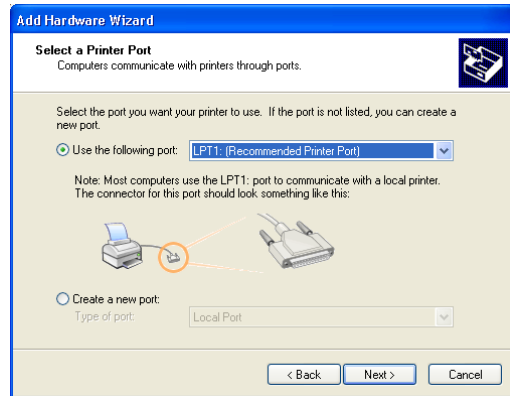 Add Hardware Wizard
Select a Printer Port
Computers communicate with printers through ports.
Select the port you want your printer to use. If the port is not listed, you can create a
new port.
Use the following port: LPT1: (Recommended Printer Port)
Note: Most computers use the LPT1: port to communicate with a local printer.
The connector for this port should look something like this:
Create a new port:
Type of port: Local Port
< Back Next > Cancel